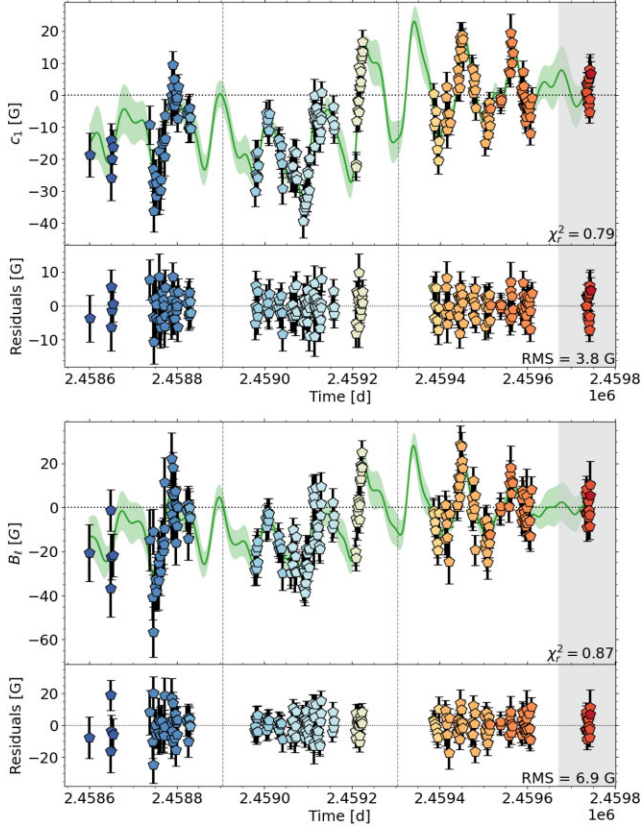 20
10
0
−10
−20
−30
−40
c₁ [G]
χ²ᵣ = 0.79
10
0
−10
Residuals [G]
RMS = 3.8 G
2.4586 2.4588 2.4590 2.4592 2.4594 2.4596 2.4598
Time [d]
1e6
20
0
−20
−40
−60
Bℓ [G]
χ²ᵣ = 0.87
20
0
−20
Residuals [G]
RMS = 6.9 G
2.4586 2.4588 2.4590 2.4592 2.4594 2.4596 2.4598
Time [d]
1e6